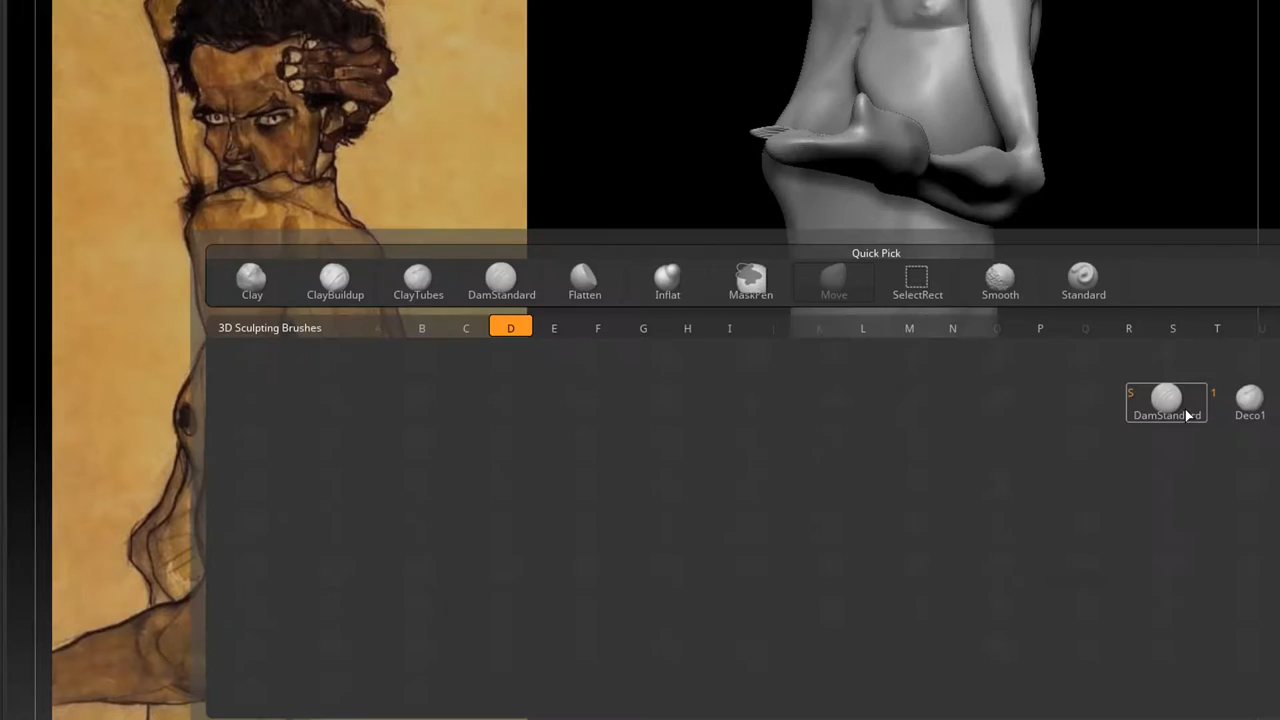 Quick Pick
Clay ClayBuildup ClayTubes DamStandard Flatten Inflat MaskPen Move SelectRect Smooth Standard
3D Sculpting Brushes A B C D E F G H I K L M N O P Q R S T U
S 1
DamStandard Deco1